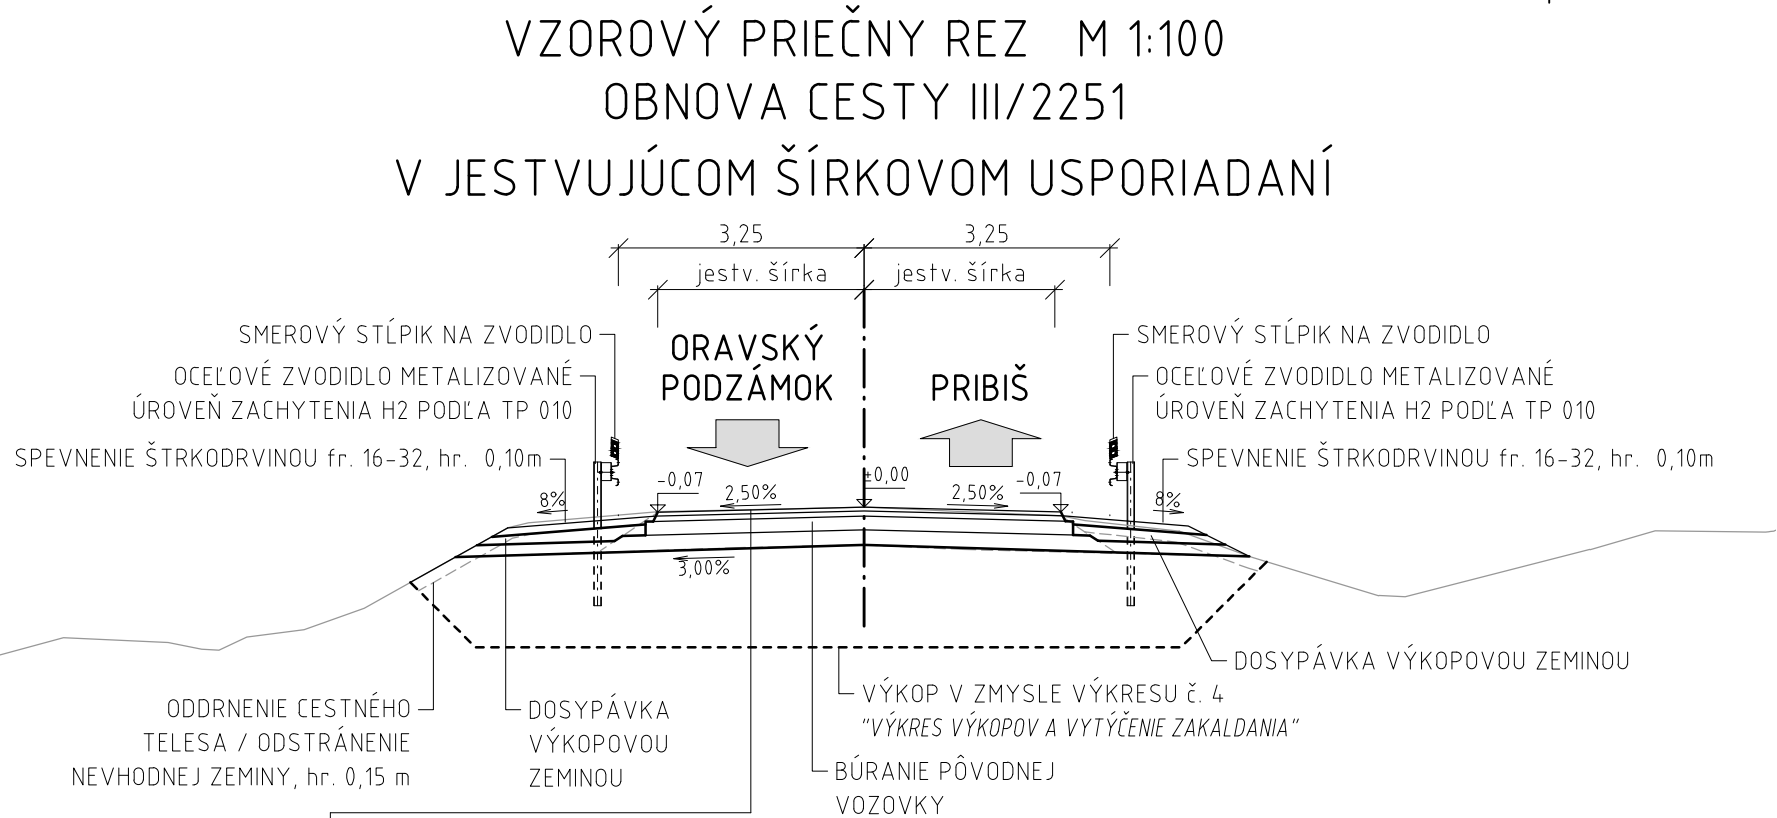 VZOROVÝ PRIEČNY REZ M 1:100
OBNOVA CESTY III/2251
V JESTVUJÚCOM ŠÍRKOVOM USPORIADANÍ
3,25
3,25
jestv. šírka
jestv. šírka
SMEROVÝ STĹPIK NA ZVODIDLO
ORAVSKÝ
PODZÁMOK
PRIBIŠ
SMEROVÝ STĹPIK NA ZVODIDLO
OCEĽOVÉ ZVODIDLO METALIZOVANÉ
ÚROVEŇ ZACHYTENIA H2 PODĽA TP 010
OCEĽOVÉ ZVODIDLO METALIZOVANÉ
ÚROVEŇ ZACHYTENIA H2 PODĽA TP 010
SPEVNENIE ŠTRKODRVINOU fr. 16-32, hr. 0,10m
SPEVNENIE ŠTRKODRVINOU fr. 16-32, hr. 0,10m
8%
-0,07
2,50%
±0,00
2,50%
-0,07
8%
3,00%
DOSYPÁVKA VÝKOPOVOU ZEMINOU
ODDRNENIE CESTNÉHO
TELESA / ODSTRÁNENIE
NEVHODNEJ ZEMINY, hr. 0,15 m
DOSYPÁVKA
VÝKOPOVOU
ZEMINOU
VÝKOP V ZMYSLE VÝKRESU č. 4
"VÝKRES VÝKOPOV A VYTÝČENIE ZAKALDANIA"
BÚRANIE PÔVODNEJ
VOZOVKY